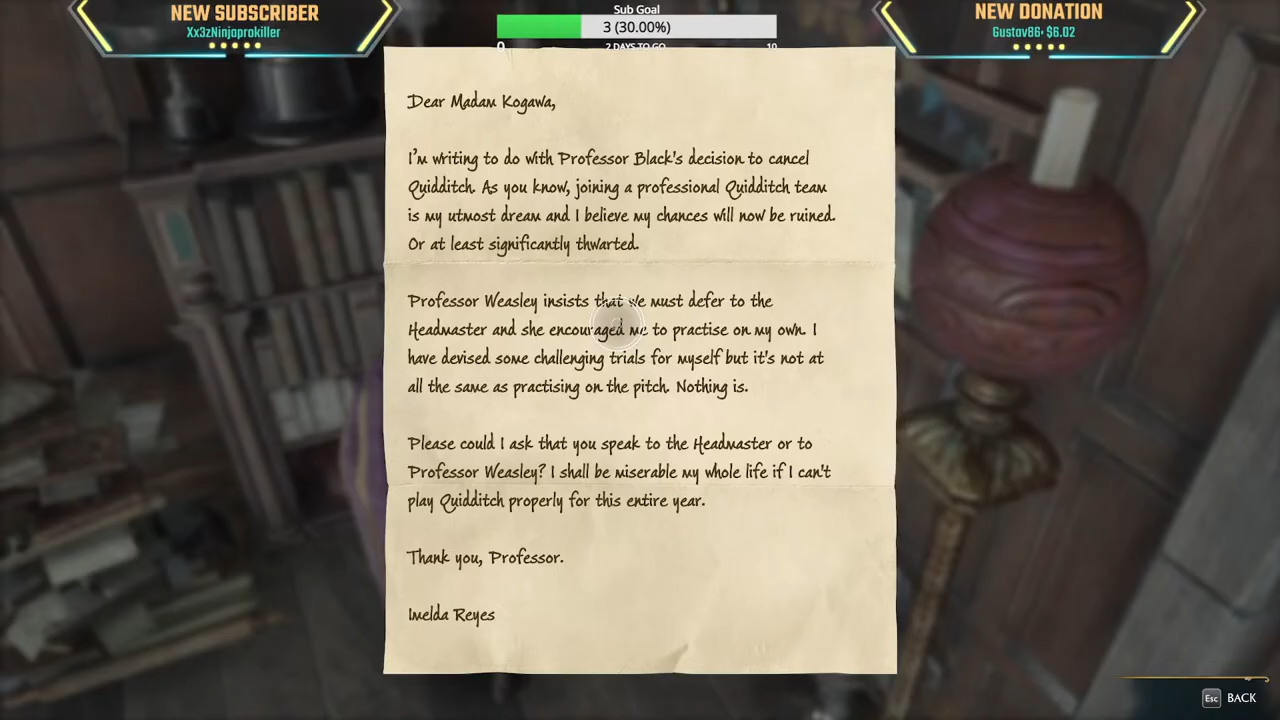 NEW SUBSCRIBER
Xx3zNinjaprokiller
Sub Goal
3 (30.00%)
0
2 DAYS TO GO
10
NEW DONATION
Gustav86· $6.02
Dear Madam Kogawa,
I'm writing to do with Professor Black's decision to cancel
Quidditch. As you know, joining a professional Quidditch team
is my utmost dream and I believe my chances will now be ruined.
Or at least significantly thwarted.
Professor Weasley insists that we must defer to the
Headmaster and she encouraged me to practise on my own. I
have devised some challenging trials for myself but it's not at
all the same as practising on the pitch. Nothing is.
Please could I ask that you speak to the Headmaster or to
Professor Weasley? I shall be miserable my whole life if I can't
play Quidditch properly for this entire year.
Thank you, Professor.
Imelda Reyes
Esc BACK